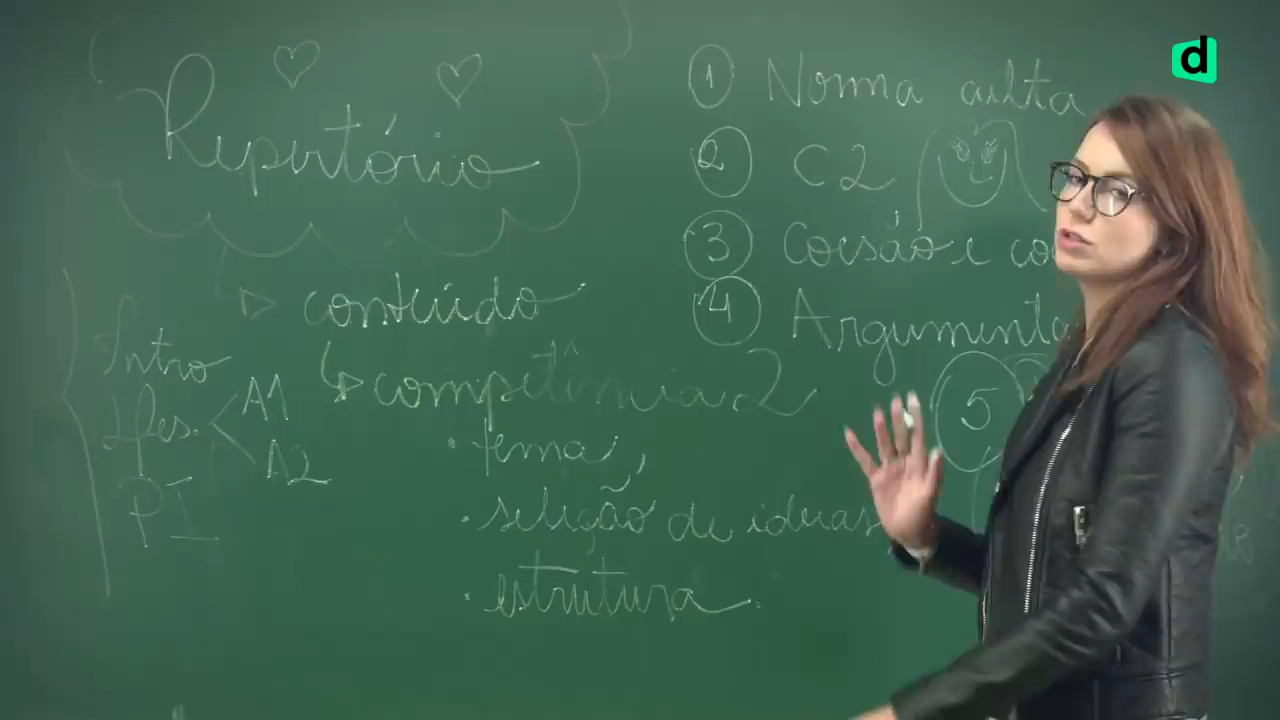 Repertório
conteúdo
competência 2
tema,
seleção de ideias
estrutura.
Intro
Des.
A1
A2
PI
1 Norma culta
2 C2
3 Coesão e co
4 Argumenta
5
d